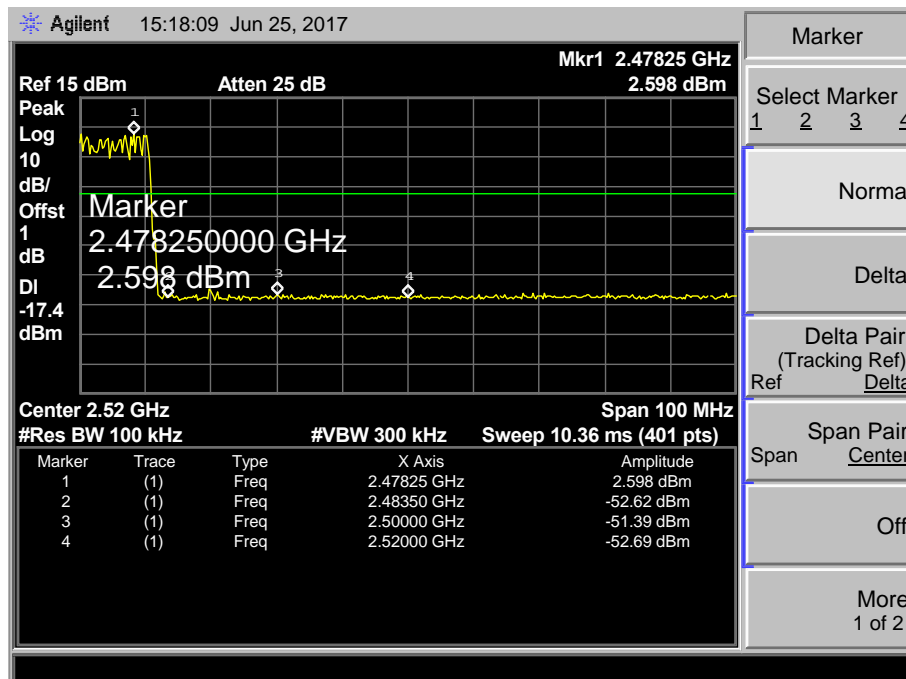 Agilent 15:18:09 Jun 25, 2017
Mkr1 2.47825 GHz
Ref 15 dBm Atten 25 dB 2.598 dBm
Peak
Log
10
dB/
Offst
1
dB
DI
-17.4
dBm
1
Marker
2.478250000 GHz
2.598 dBm
3
4
Center 2.52 GHz Span 100 MHz
#Res BW 100 kHz #VBW 300 kHz Sweep 10.36 ms (401 pts)
Marker Trace Type X Axis Amplitude
1 (1) Freq 2.47825 GHz 2.598 dBm
2 (1) Freq 2.48350 GHz -52.62 dBm
3 (1) Freq 2.50000 GHz -51.39 dBm
4 (1) Freq 2.52000 GHz -52.69 dBm
Marker
Select Marker
1 2 3 4
Norma
Delta
Delta Pair
(Tracking Ref)
Ref Delta
Span Pair
Span Center
Off
More
1 of 2